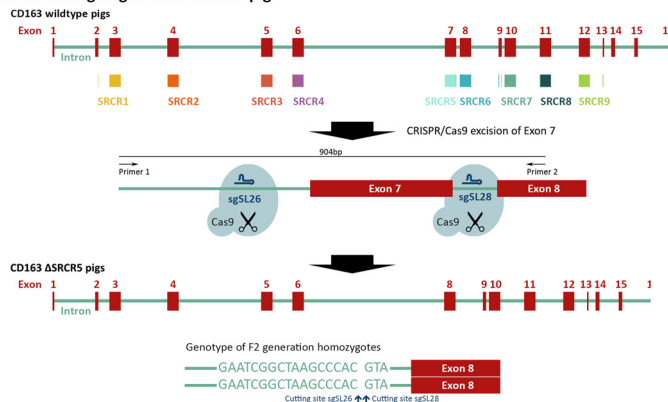 CD163 wildtype pigs
Exon 1 2 3 4 5 6 7 8 9 10 11 12 13 14 15
Intron
SRCR1 SRCR2 SRCR3 SRCR4 SRCR5 SRCR6 SRCR7 SRCR8 SRCR9
CRISPR/Cas9 excision of Exon 7
904bp
Primer 1 Primer 2
Exon 7 Exon 8
sgSL26 sgSL28
Cas9 Cas9
CD163 ΔSRCR5 pigs
Exon 1 2 3 4 5 6 8 9 10 11 12 13 14 15
Intron
Genotype of F2 generation homozygotes
GAATCGGCTAAGCCCAC GTA Exon 8
GAATCGGCTAAGCCCAC GTA Exon 8
Cutting site sgSL26 Cutting site sgSL28